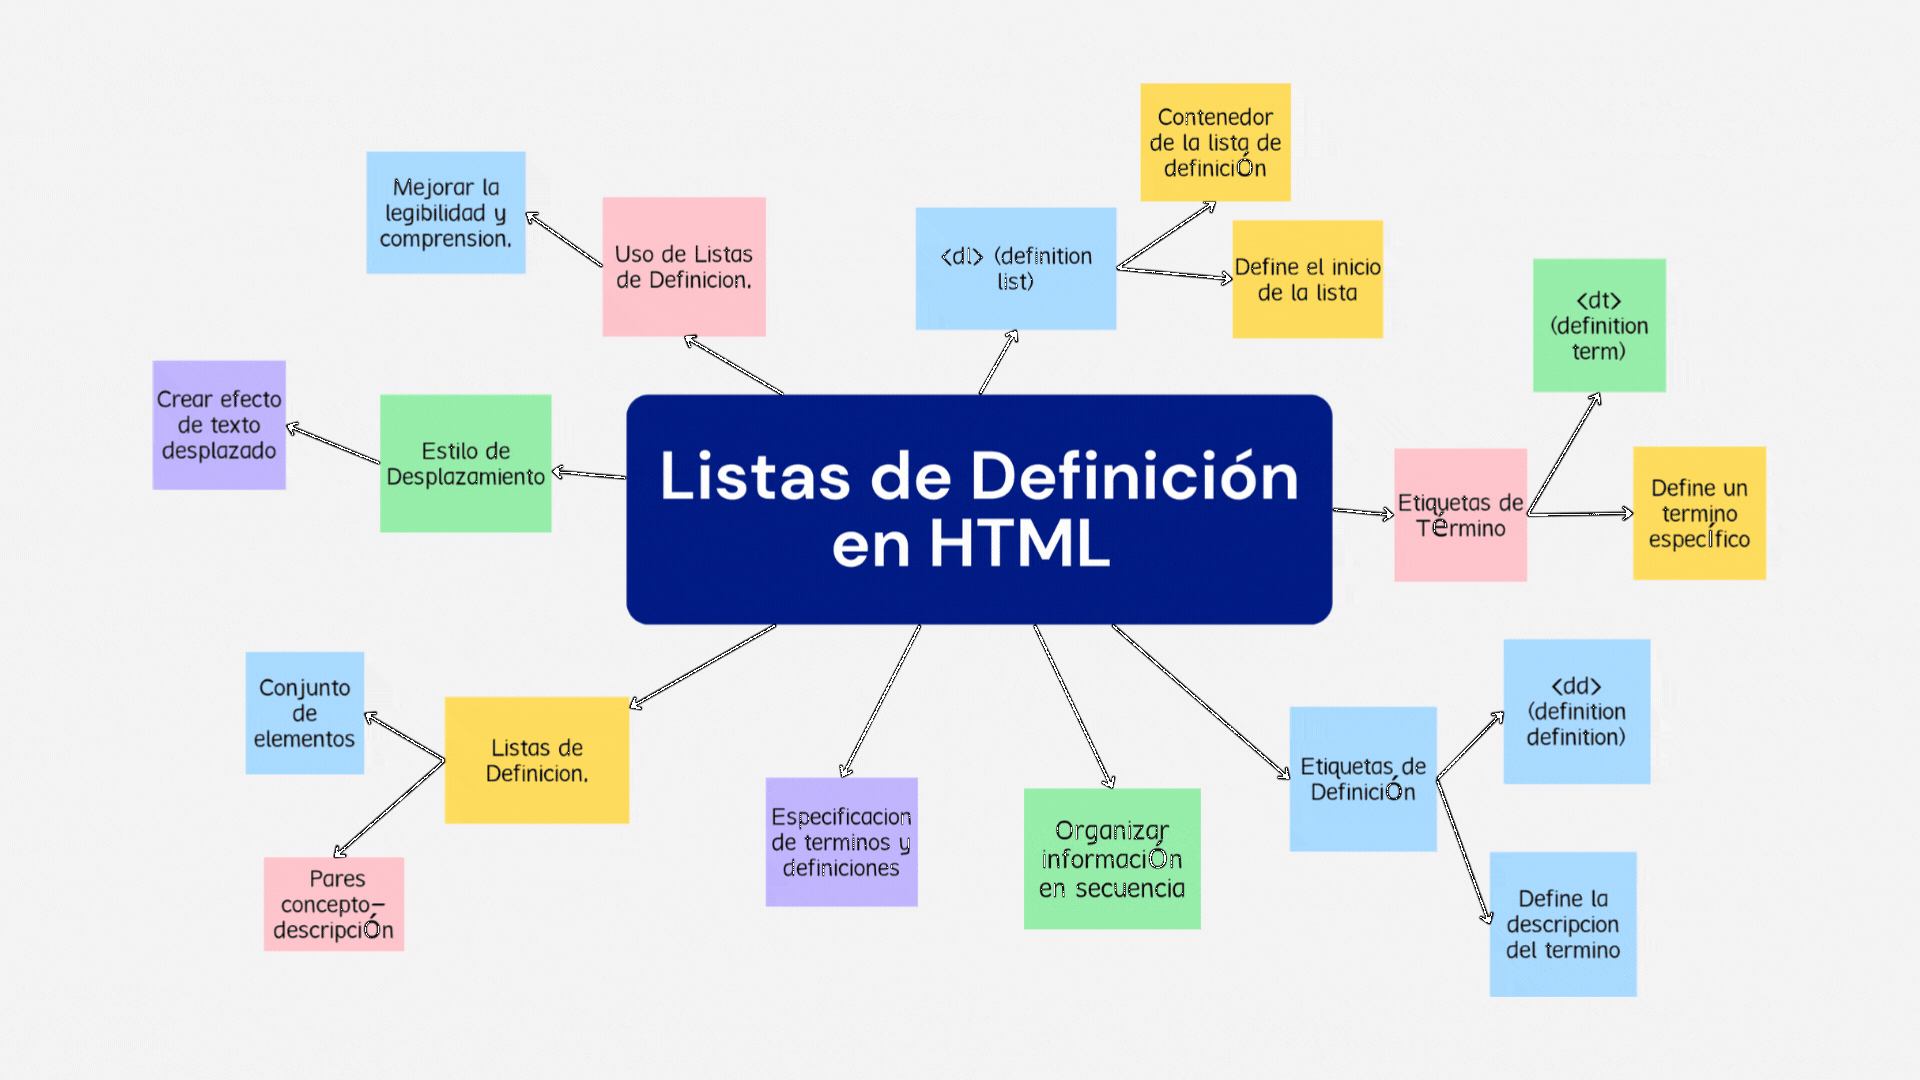 Contenedor
de la lista de
definición
Mejorar la
legibilidad y
comprension.
Uso de Listas
de Definicion.
<dl> (definition
list)
Define el inicio
de la lista
<dt>
(definition
term)
Crear efecto
de texto
desplazado
Estilo de
Desplazamiento
Listas de Definición
en HTML
Etiquetas de
Término
Define un
termino
específico
Conjunto
de
elementos
Listas de
Definicion.
Pares
concepto-
descripción
Especificacion
de terminos y
definiciones
Organizar
información
en secuencia
Etiquetas de
Definición
<dd>
(definition
definition)
Define la
descripcion
del termino